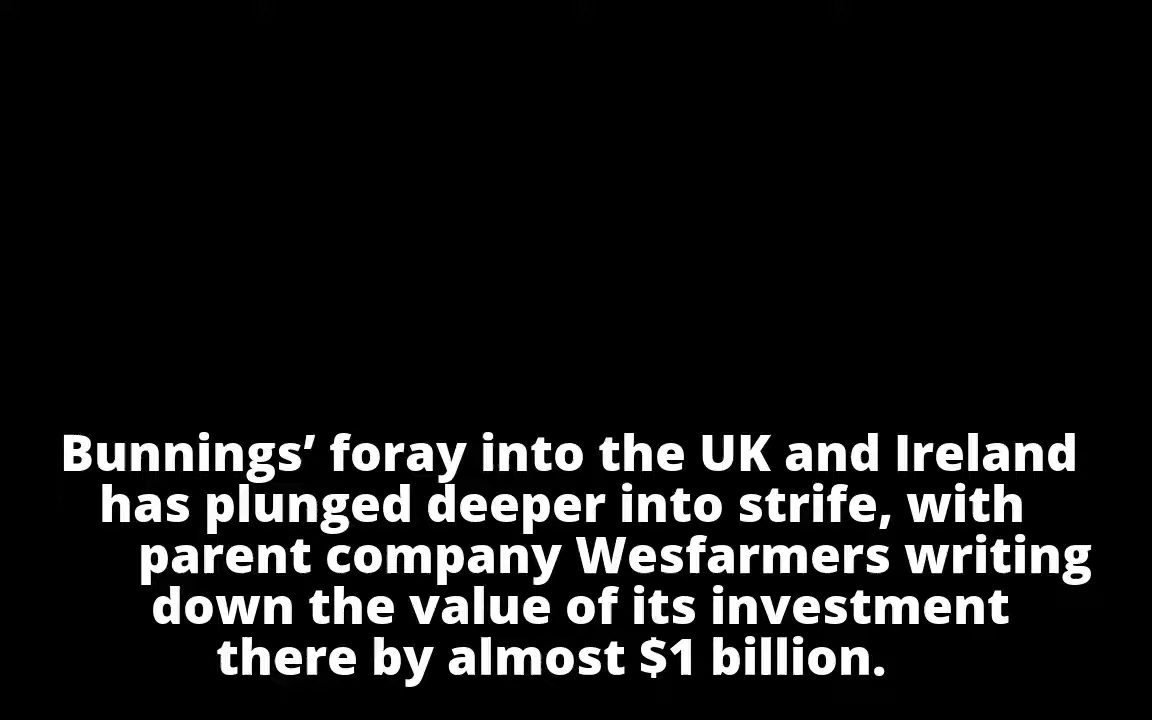 Bunnings’ foray into the UK and Ireland
has plunged deeper into strife, with
parent company Wesfarmers writing
down the value of its investment
there by almost $1 billion.